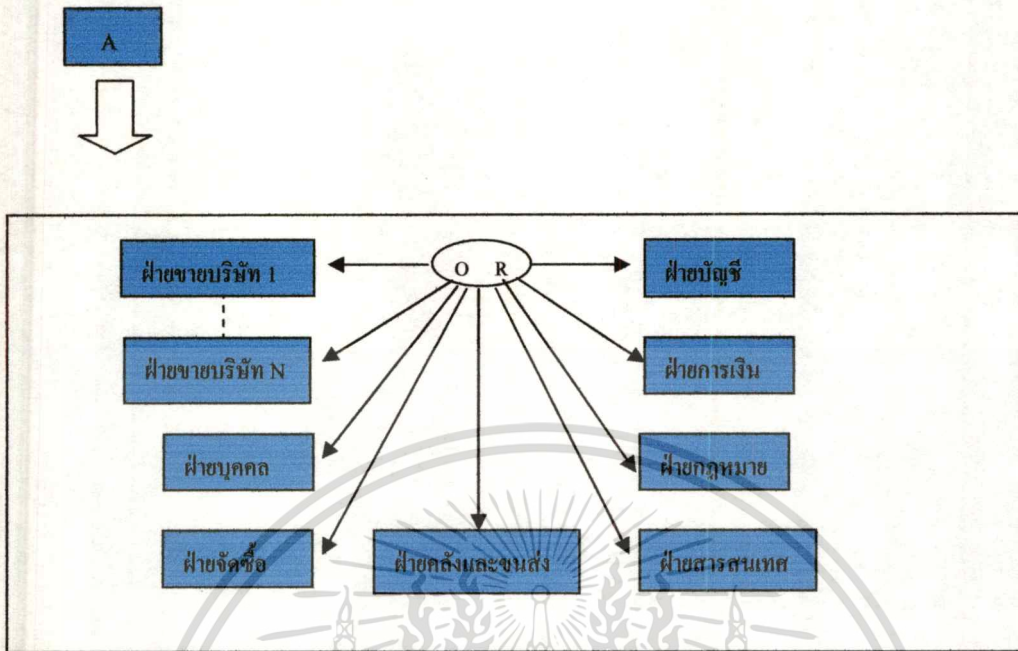 A
ฝ่ายขายบริษัท 1
O R
ฝ่ายบัญชี
ฝ่ายขายบริษัท N
ฝ่ายการเงิน
ฝ่ายบุคคล
ฝ่ายกฎหมาย
ฝ่ายจัดซื้อ
ฝ่ายคลังและขนส่ง
ฝ่ายสารสนเทศ